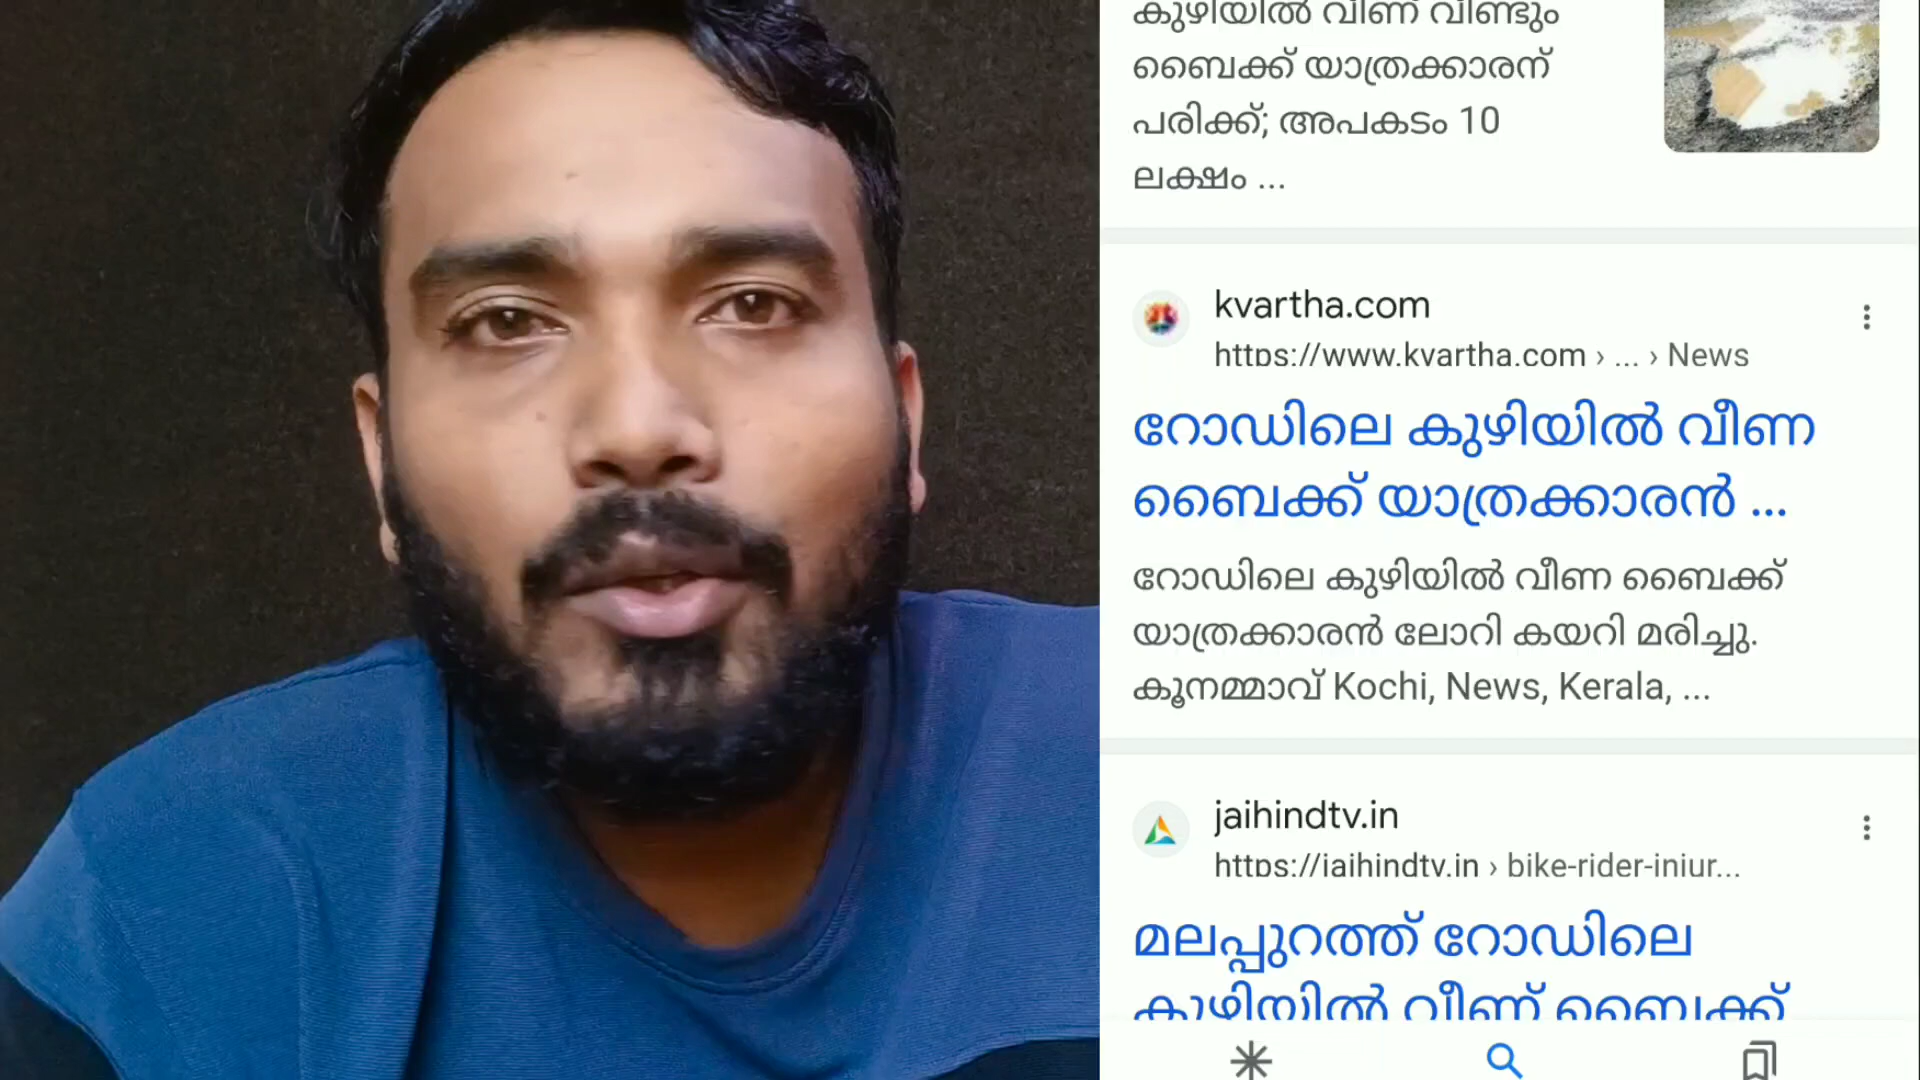 കുഴിയിൽ വീണ് വീണ്ടും
ബൈക്ക് യാത്രക്കാരന്
പരിക്ക്; അപകടം 10
ലക്ഷം ...
kvartha.com
https://www.kvartha.com › ... › News
റോഡിലെ കുഴിയിൽ വീണ
ബൈക്ക് യാത്രക്കാരൻ ...
റോഡിലെ കുഴിയിൽ വീണ ബൈക്ക്
യാത്രക്കാരൻ ലോറി കയറി മരിച്ചു.
കൂനമ്മാവ് Kochi, News, Kerala, ...
jaihindtv.in
https://jaihindtv.in › bike-rider-injur...
മലപ്പുറത്ത് റോഡിലെ
കുഴിയിൽ വീണ് ബൈക്ക്